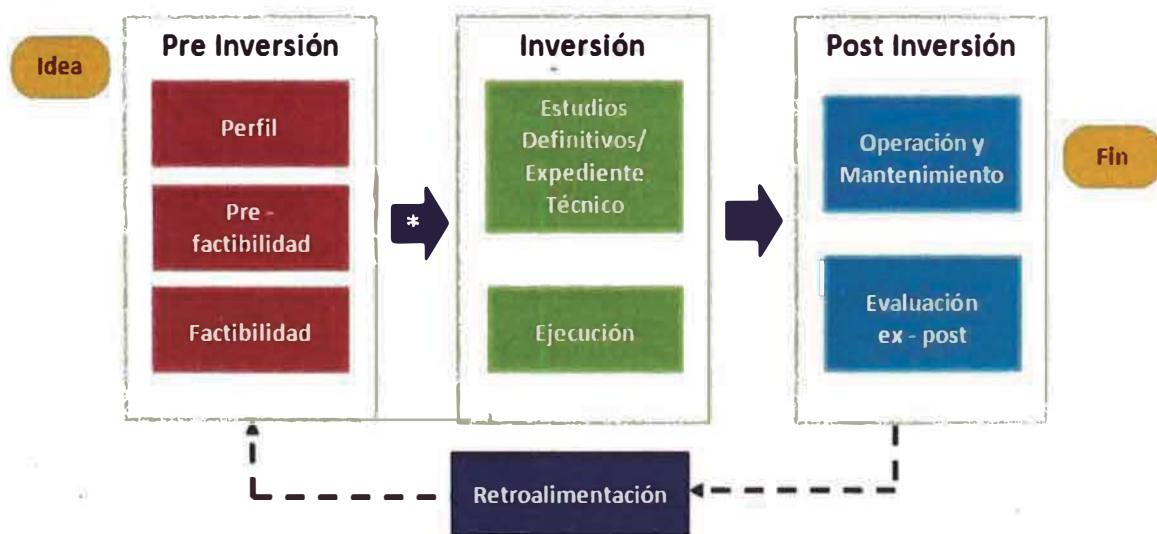 Idea
Pre Inversión
Perfil
Pre -
factibilidad
Factibilidad
*
Inversión
Estudios
Definitivos/
Expediente
Técnico
Ejecución
Post Inversión
Operación y
Mantenimiento
Evaluación
ex - post
Fin
Retroalimentación